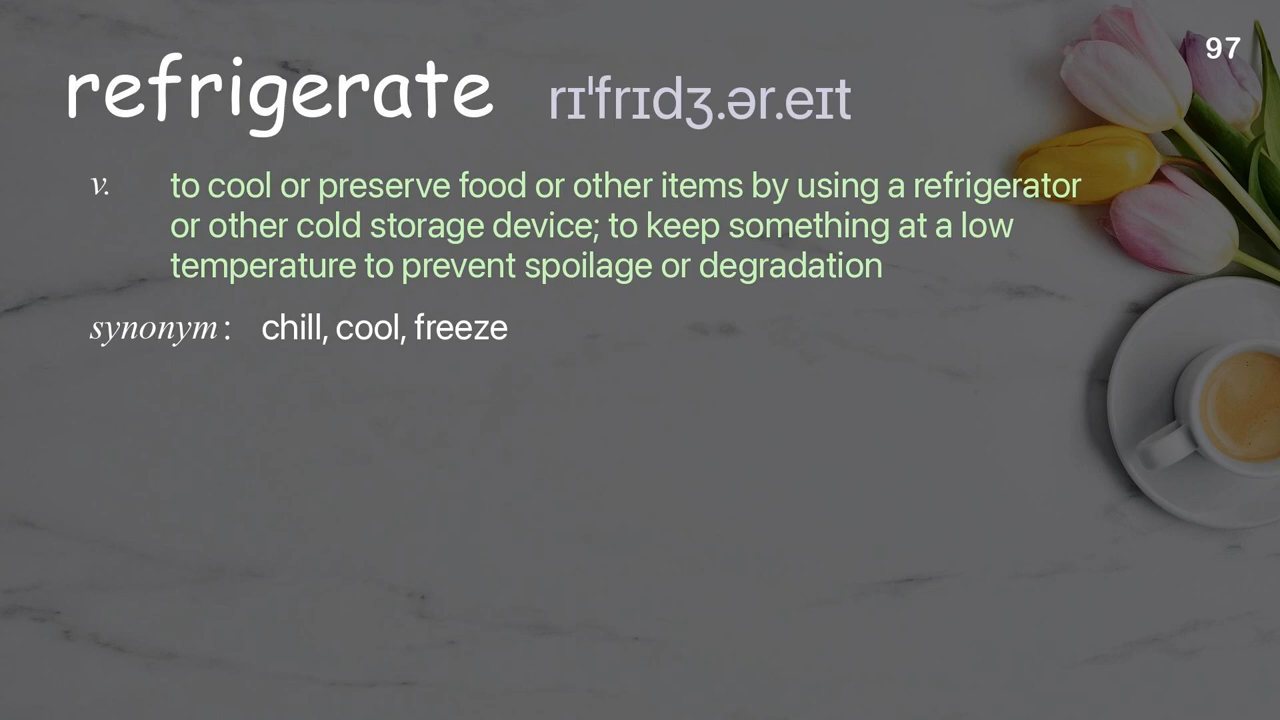 97
refrigerate rɪˈfrɪdʒ.ər.eɪt
v. to cool or preserve food or other items by using a refrigerator
or other cold storage device; to keep something at a low
temperature to prevent spoilage or degradation
synonym: chill, cool, freeze